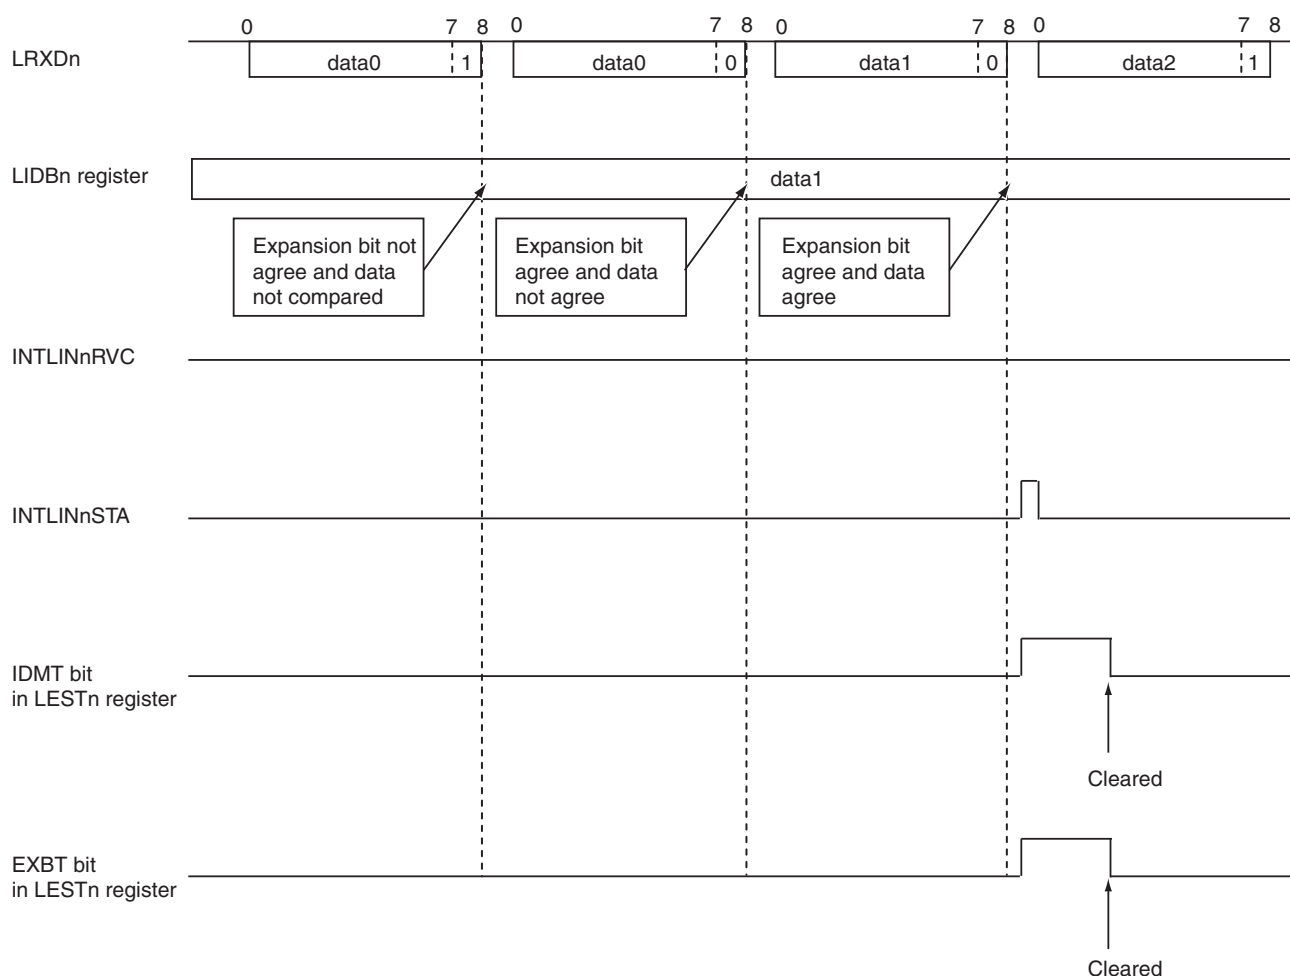 0 7 8 0 7 8 0 7 8 0 7 8
LRXDn data0 1 data0 0 data1 0 data2 1
LIDBn register data1
Expansion bit not
agree and data
not compared
Expansion bit
agree and data
not agree
Expansion bit
agree and data
agree
INTLINnRVC
INTLINnSTA
IDMT bit
in LESTn register
Cleared
EXBT bit
in LESTn register
Cleared